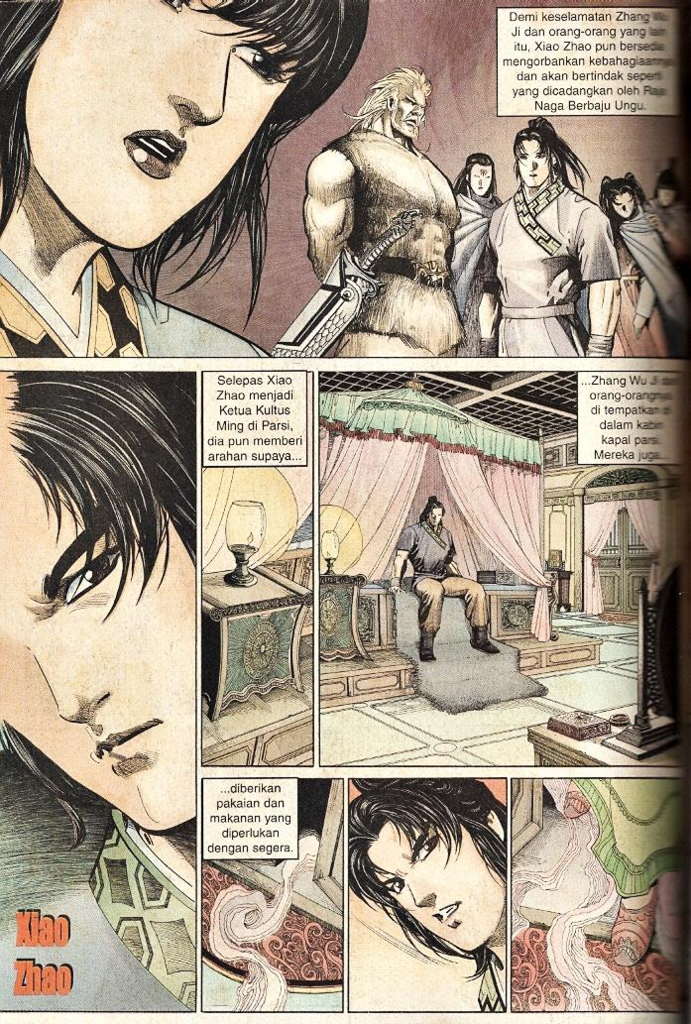 Demi keselamatan Zhang Wu
Ji dan orang-orang yang lain
itu, Xiao Zhao pun bersedia
mengorbankan kebahagiaannya
dan akan bertindak seperti
yang dicadangkan oleh Raja
Naga Berbaju Ungu.
Selepas Xiao
Zhao menjadi
Ketua Kultus
Ming di Parsi,
dia pun memberi
arahan supaya...
...Zhang Wu Ji dan
orang-orangnya
di tempatkan di
dalam kabin
kapal parsi.
Mereka juga...
...diberikan
pakaian dan
makanan yang
diperlukan
dengan segera.
Xiao
Zhao